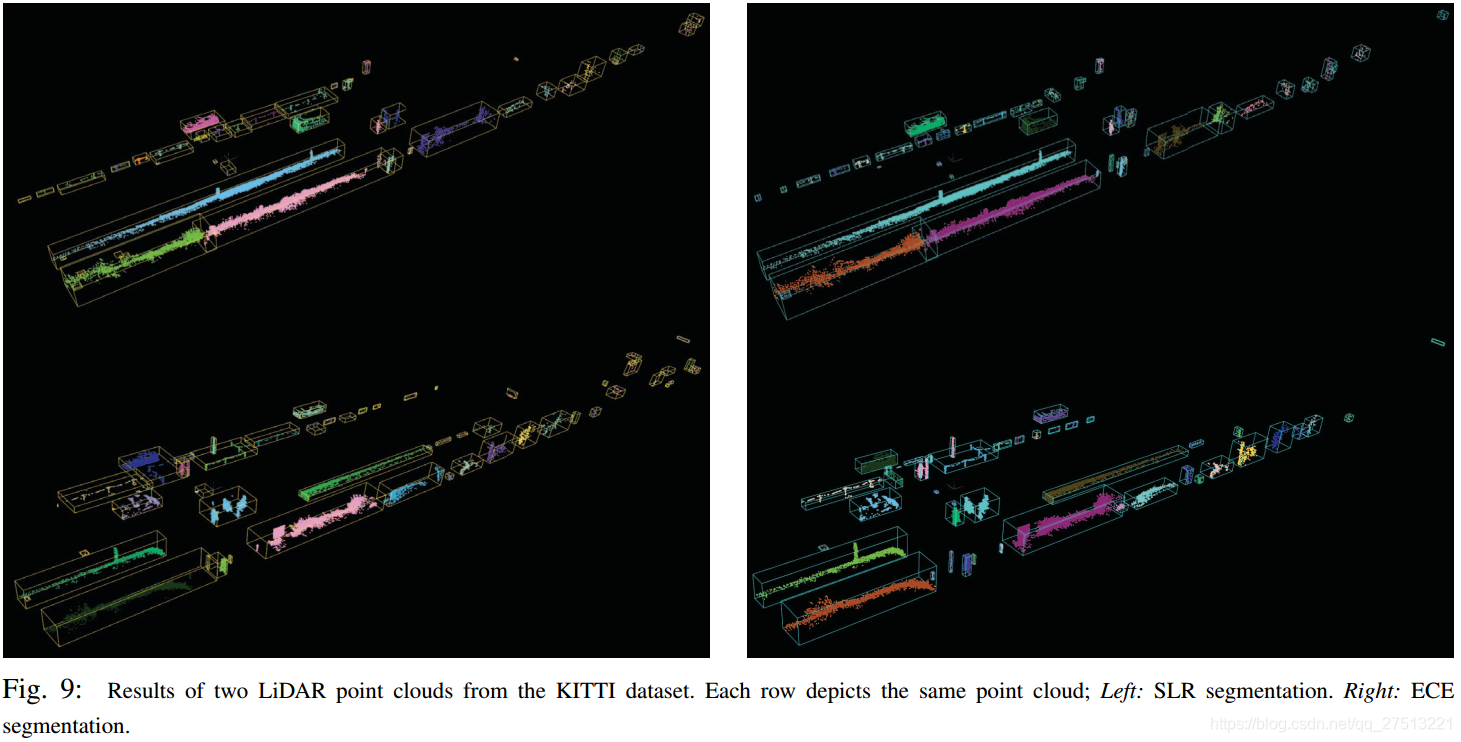 Fig. 9: Results of two LiDAR point clouds from the KITTI dataset. Each row depicts the same point cloud; Left: SLR segmentation. Right: ECE
segmentation.
https://blog.csdn.net/qq_27513221